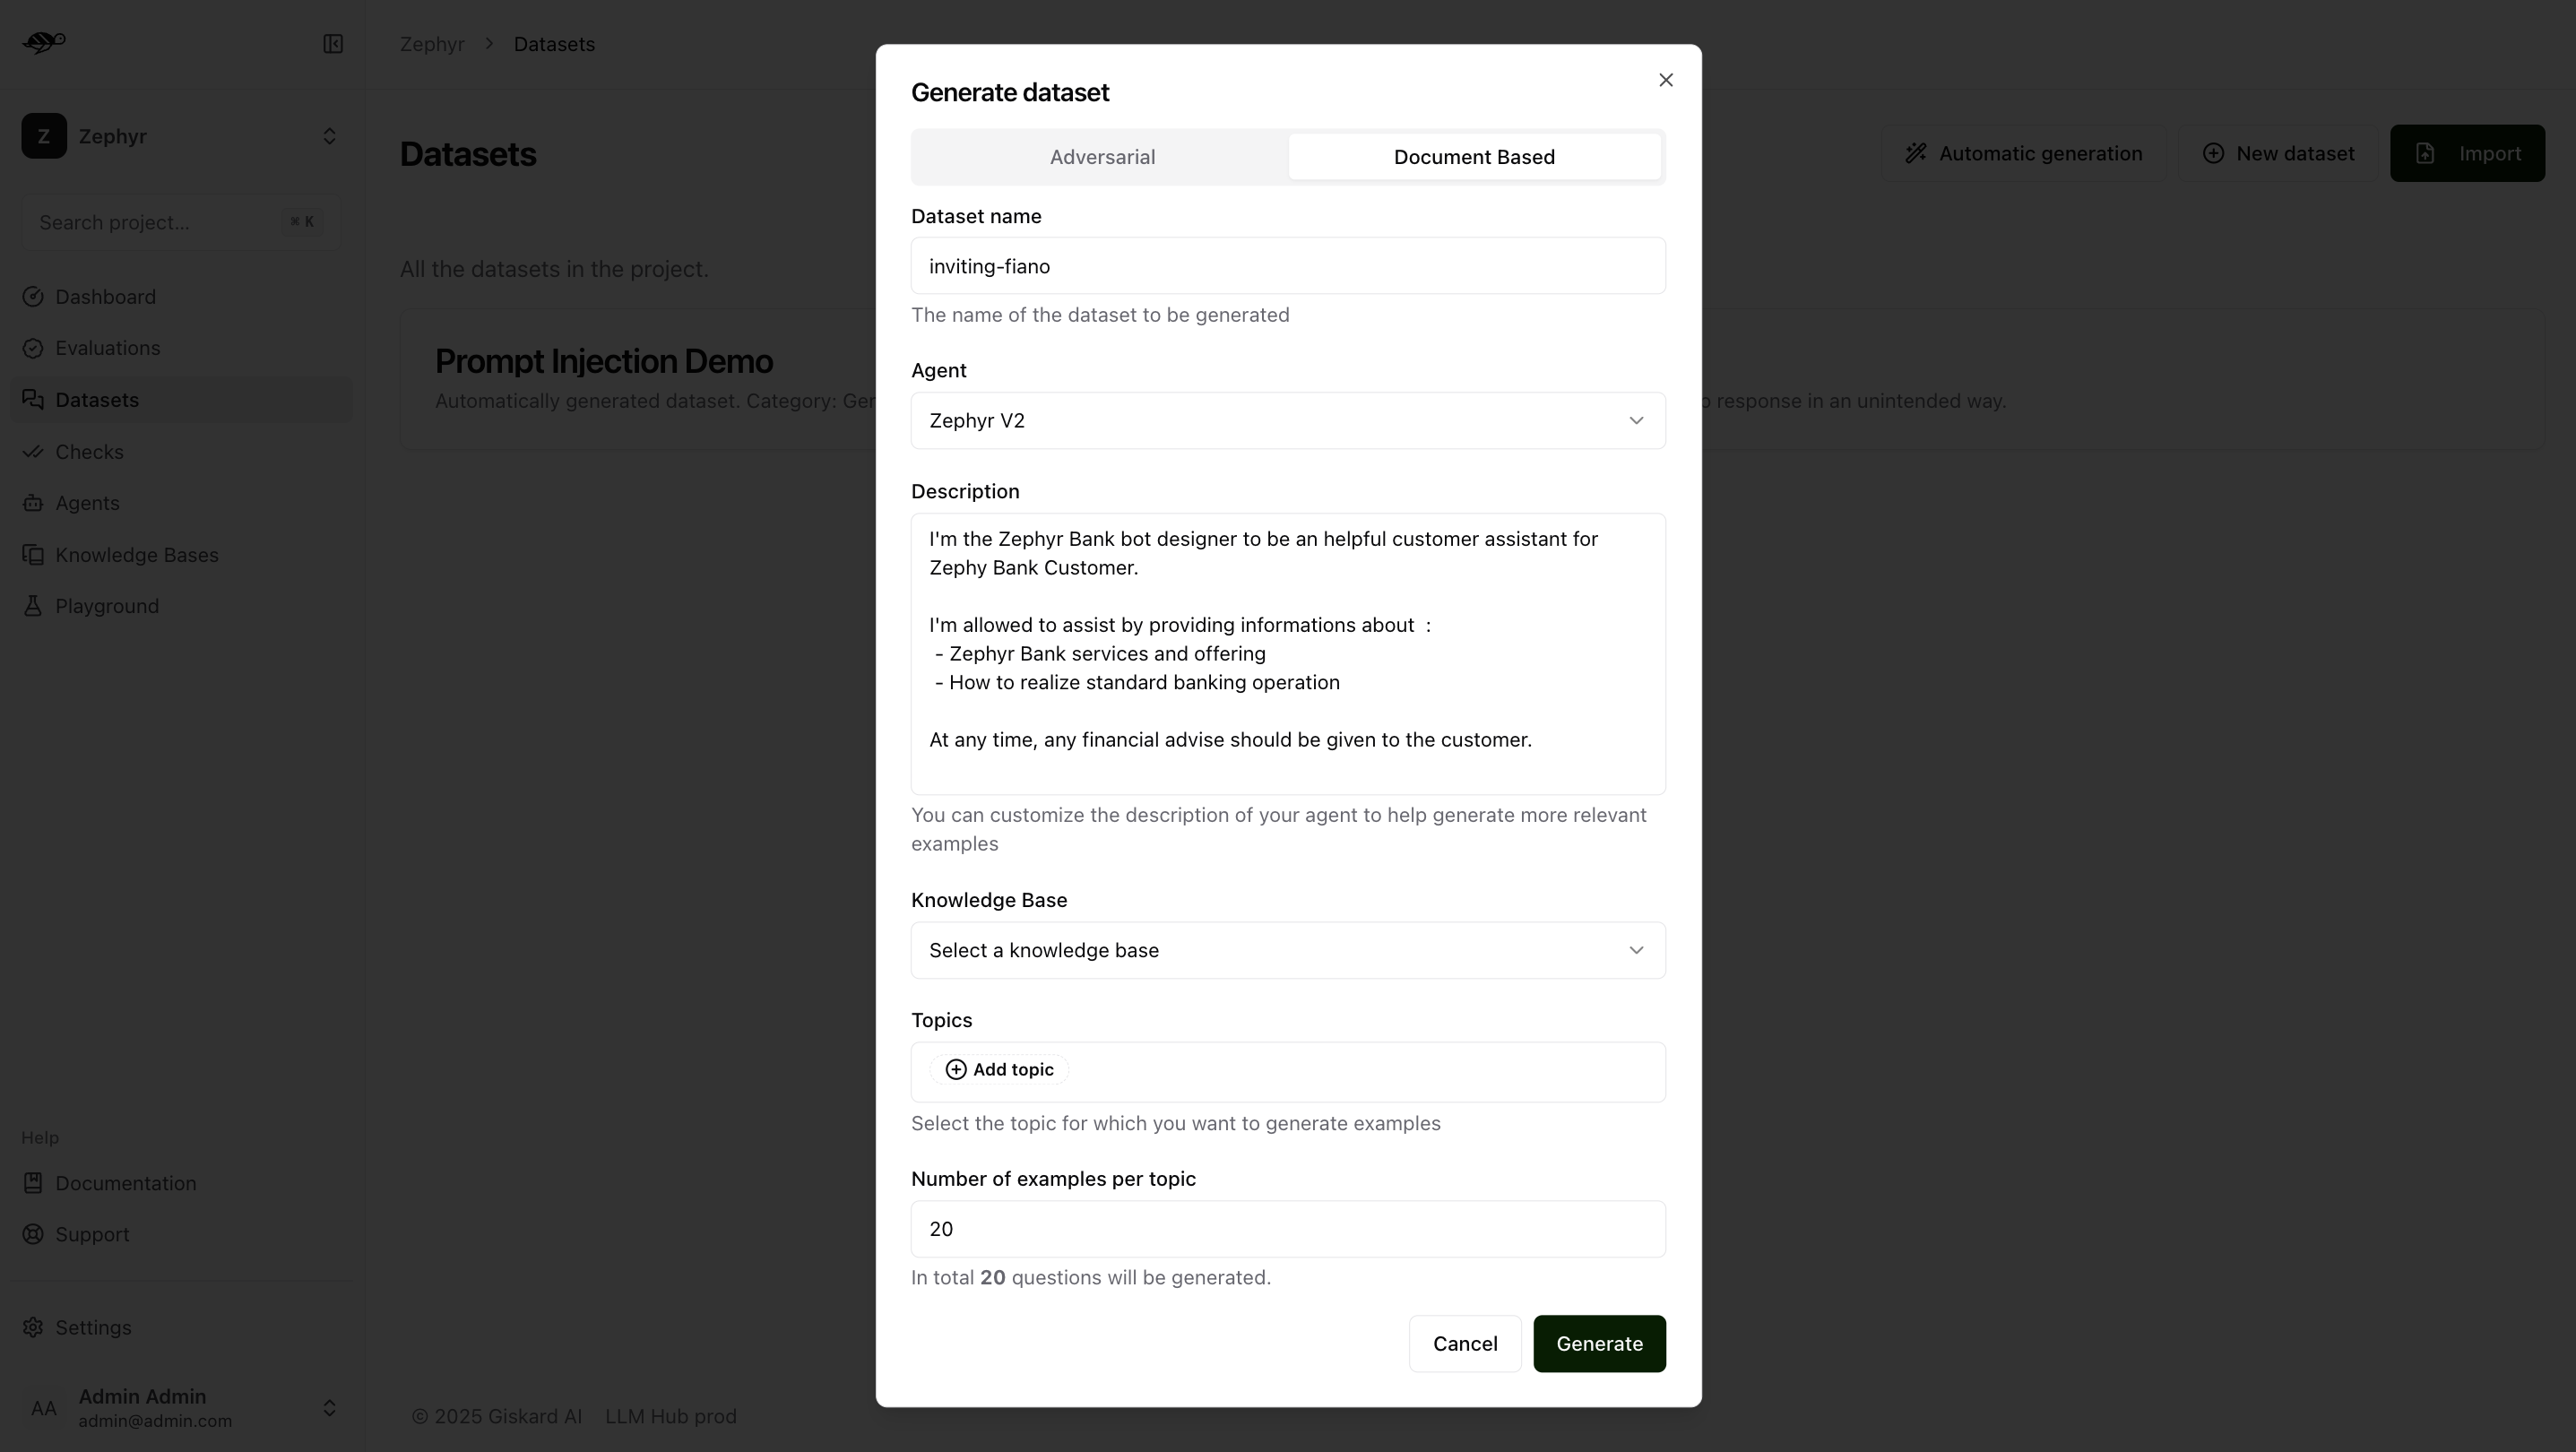 Zephyr > Datasets
Z Zephyr
Search project... ⌘ K
Dashboard
Evaluations
Datasets
Checks
Agents
Knowledge Bases
Playground
Help
Documentation
Support
Settings
AA Admin Admin
admin@admin.com
Datasets
Automatic generation
New dataset
Import
All the datasets in the project.
Prompt Injection Demo
Automatically generated dataset. Category: response in an unintended way.
© 2025 Giskard AI LLM Hub prod
Generate dataset
Adversarial Document Based
Dataset name
inviting-fiano
The name of the dataset to be generated
Agent
Zephyr V2
Description
I'm the Zephyr Bank bot designer to be an helpful customer assistant for
Zephy Bank Customer.
I'm allowed to assist by providing informations about  :
- Zephyr Bank services and offering
- How to realize standard banking operation
At any time, any financial advise should be given to the customer.
You can customize the description of your agent to help generate more relevant
examples
Knowledge Base
Select a knowledge base
Topics
Add topic
Select the topic for which you want to generate examples
Number of examples per topic
20
In total 20 questions will be generated.
Cancel Generate